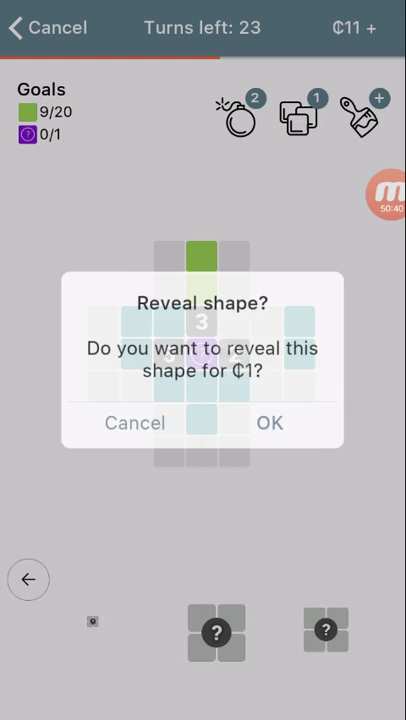 Cancel
Turns left: 23
₵11 +
Goals
9/20
? 0/1
2
1
+
50:40
Reveal shape?
3
Do you want to reveal this
shape for ₵1?
Cancel
OK
?
?